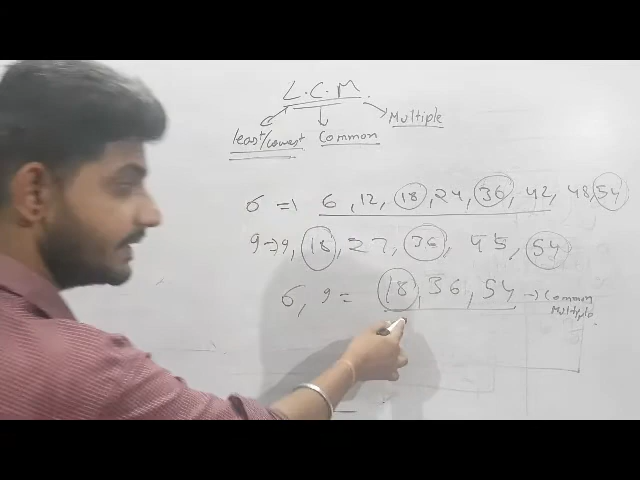 L.C.M.
least/lowest Common Multiple
6 => 6, 12, 18, 24, 36, 42, 48, 54
9 => 9, 18, 27, 36, 45, 54
6, 9 = 18, 36, 54 → Common
Multiple.